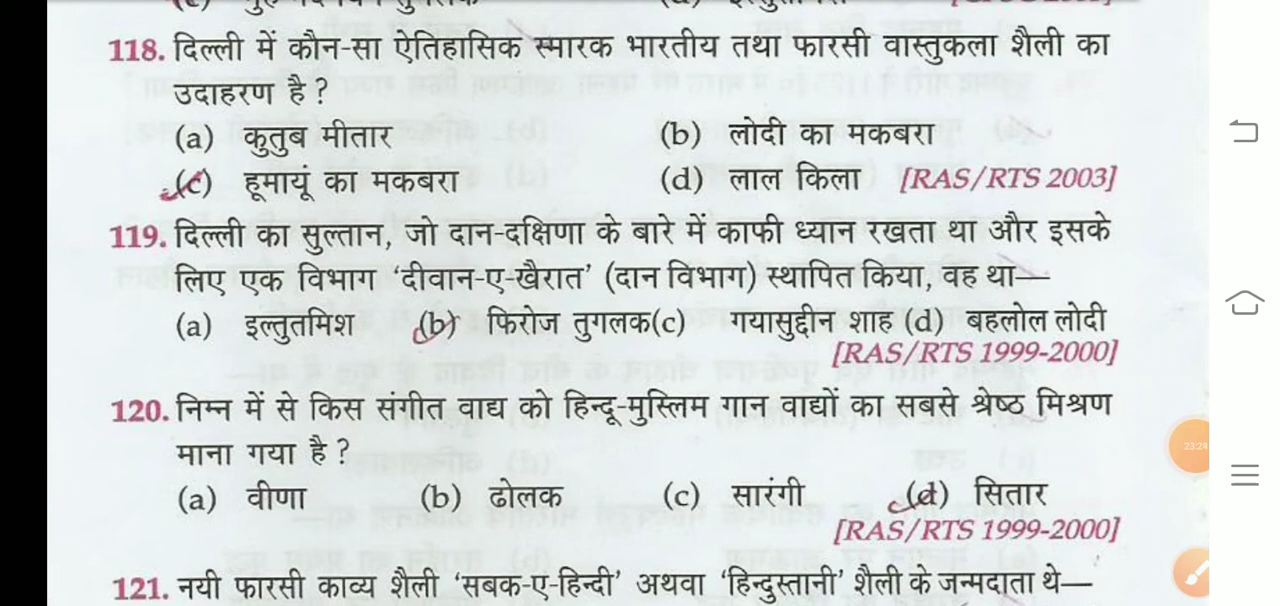 118. दिल्ली में कौन-सा ऐतिहासिक स्मारक भारतीय तथा फारसी वास्तुकला शैली का
उदाहरण है ?
(a) कुतुब मीतार (b) लोदी का मकबरा
(c) हूमायूं का मकबरा (d) लाल किला [RAS/RTS 2003]
119. दिल्ली का सुल्तान, जो दान-दक्षिणा के बारे में काफी ध्यान रखता था और इसके
लिए एक विभाग ‘दीवान-ए-खैरात’ (दान विभाग) स्थापित किया, वह था—
(a) इल्तुतमिश (b) फिरोज तुगलक(c) गयासुद्दीन शाह (d) बहलोल लोदी
[RAS/RTS 1999-2000]
120. निम्न में से किस संगीत वाद्य को हिन्दू-मुस्लिम गान वाद्यों का सबसे श्रेष्ठ मिश्रण
माना गया है ?
(a) वीणा (b) ढोलक (c) सारंगी (d) सितार
[RAS/RTS 1999-2000]
121. नयी फारसी काव्य शैली ‘सबक-ए-हिन्दी’ अथवा ‘हिन्दुस्तानी’ शैली के जन्मदाता थे—
23:24